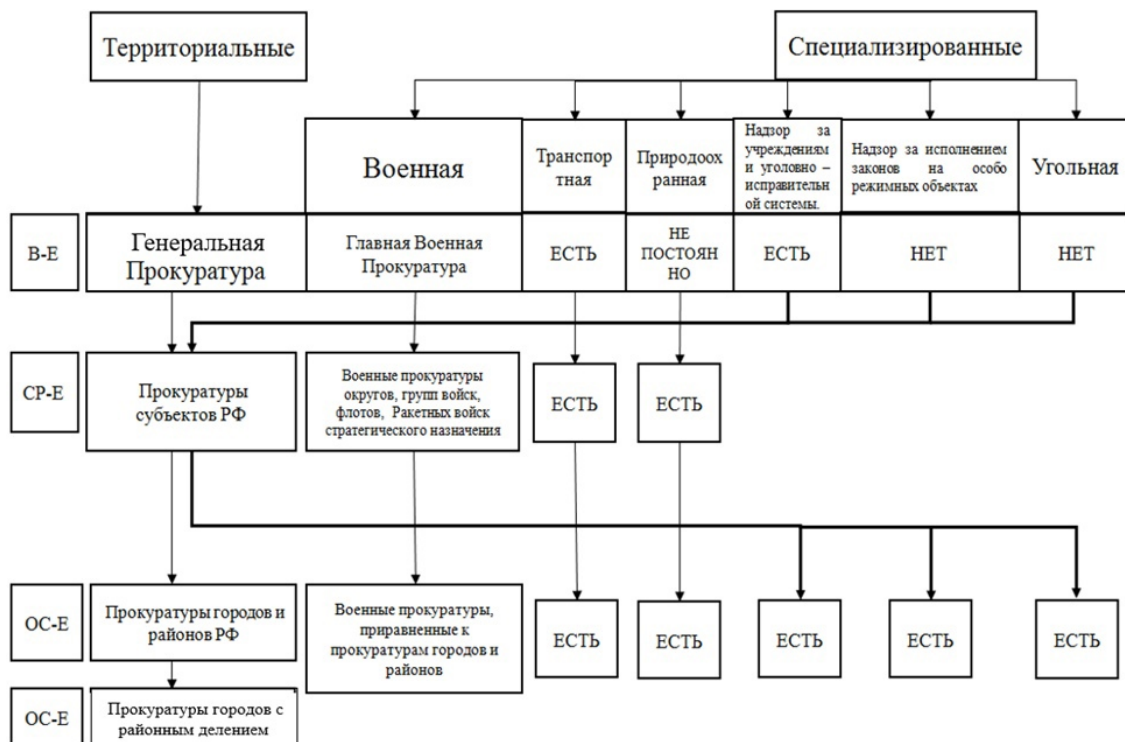 Территориальные
Специализированные
Военная
Транспор
тная
Природоох
ранная
Надзор за
учреждениям
и уголовно –
исправительн
ой системы.
Надзор за исполнением
законов на особо
режимных объектах
Угольная
В-Е
Генеральная
Прокуратура
Главная Военная
Прокуратура
ЕСТЬ
НЕ
ПОСТОЯН
НО
ЕСТЬ
НЕТ
НЕТ
СР-Е
Прокуратуры
субъектов РФ
Военные прокуратуры
округов, групп войск,
флотов, Ракетных войск
стратегического назначения
ЕСТЬ
ЕСТЬ
ОС-Е
Прокуратуры городов и
районов РФ
Военные прокуратуры,
приравненные к
прокуратурам городов и
районов
ЕСТЬ
ЕСТЬ
ЕСТЬ
ЕСТЬ
ЕСТЬ
ОС-Е
Прокуратуры городов с
районным делением